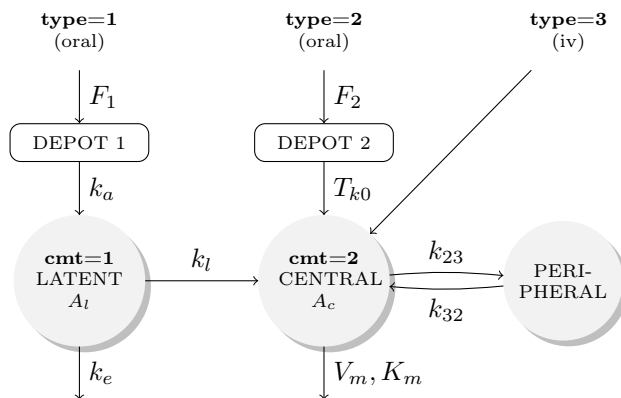 type=1
(oral)
type=2
(oral)
type=3
(iv)
F1
F2
DEPOT 1
DEPOT 2
ka
Tk0
cmt=1
LATENT
Al
kl
cmt=2
CENTRAL
Ac
k23
k32
PERI-
PHERAL
ke
Vm, Km